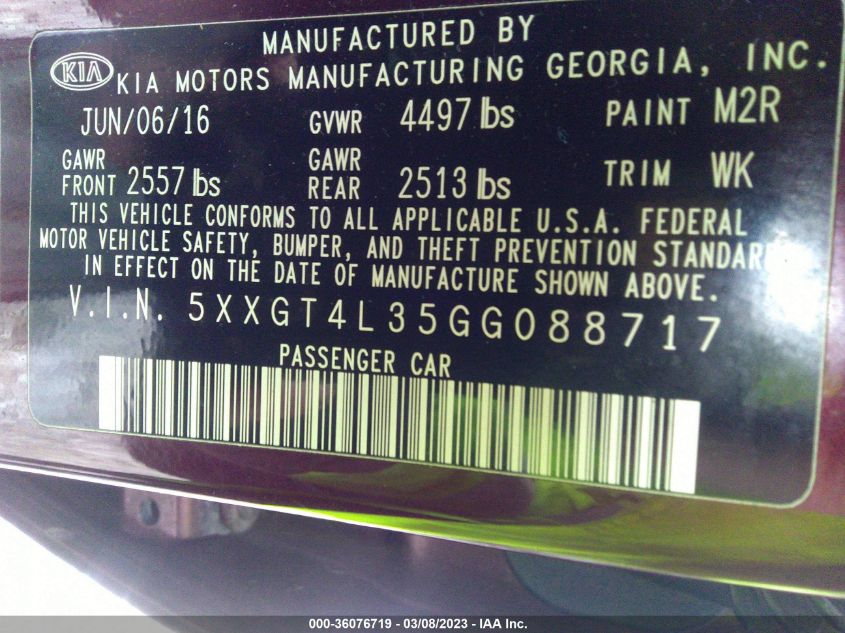 MANUFACTURED BY
KIA KIA MOTORS MANUFACTURING GEORGIA, INC.
JUN/06/16 GVWR 4497 lbs PAINT M2R
GAWR FRONT 2557 lbs GAWR REAR 2513 lbs TRIM WK
THIS VEHICLE CONFORMS TO ALL APPLICABLE U.S.A. FEDERAL
MOTOR VEHICLE SAFETY, BUMPER, AND THEFT PREVENTION STANDARDS
IN EFFECT ON THE DATE OF MANUFACTURE SHOWN ABOVE.
V.I.N. 5XXGT4L35GG088717
PASSENGER CAR
000-36076719 - 03/08/2023 - IAA Inc.